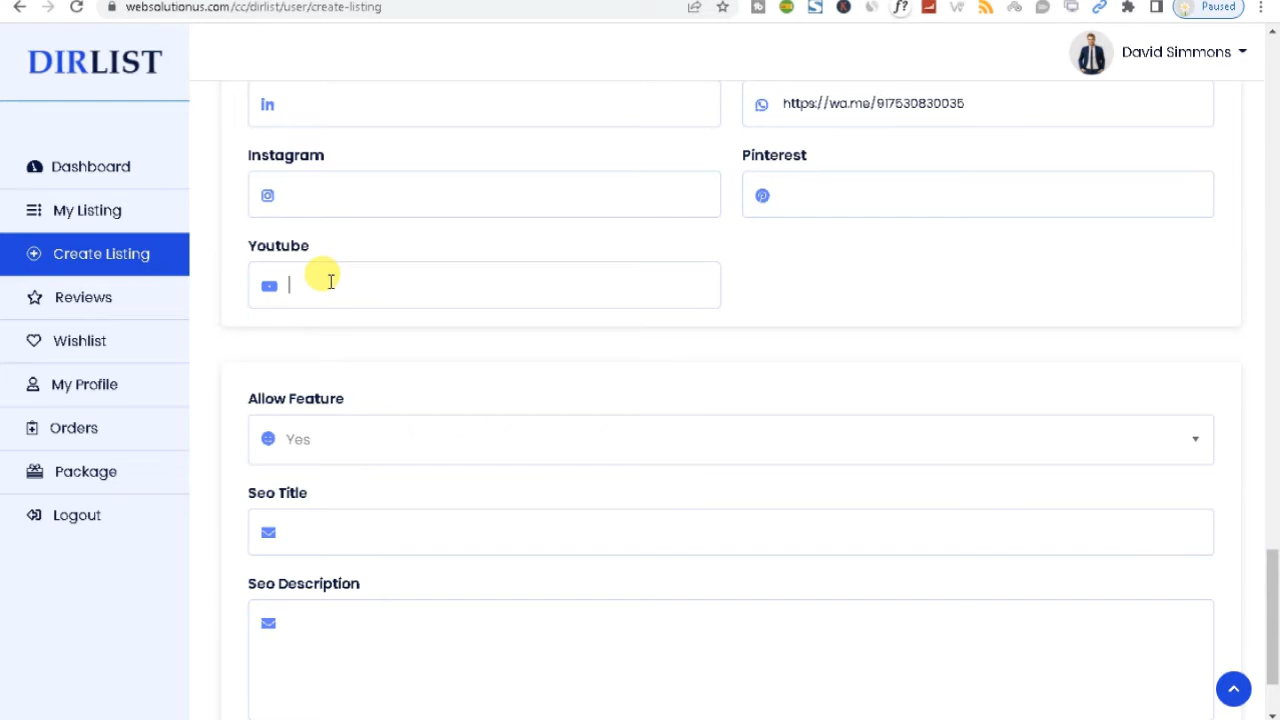 websolutionus.com/cc/dirlist/user/create-listing
Paused
DIRLIST
David Simmons
https://wa.me/917530830035
Instagram
Pinterest
Youtube
Dashboard
My Listing
Create Listing
Reviews
Wishlist
My Profile
Orders
Package
Logout
Allow Feature
Yes
Seo Title
Seo Description